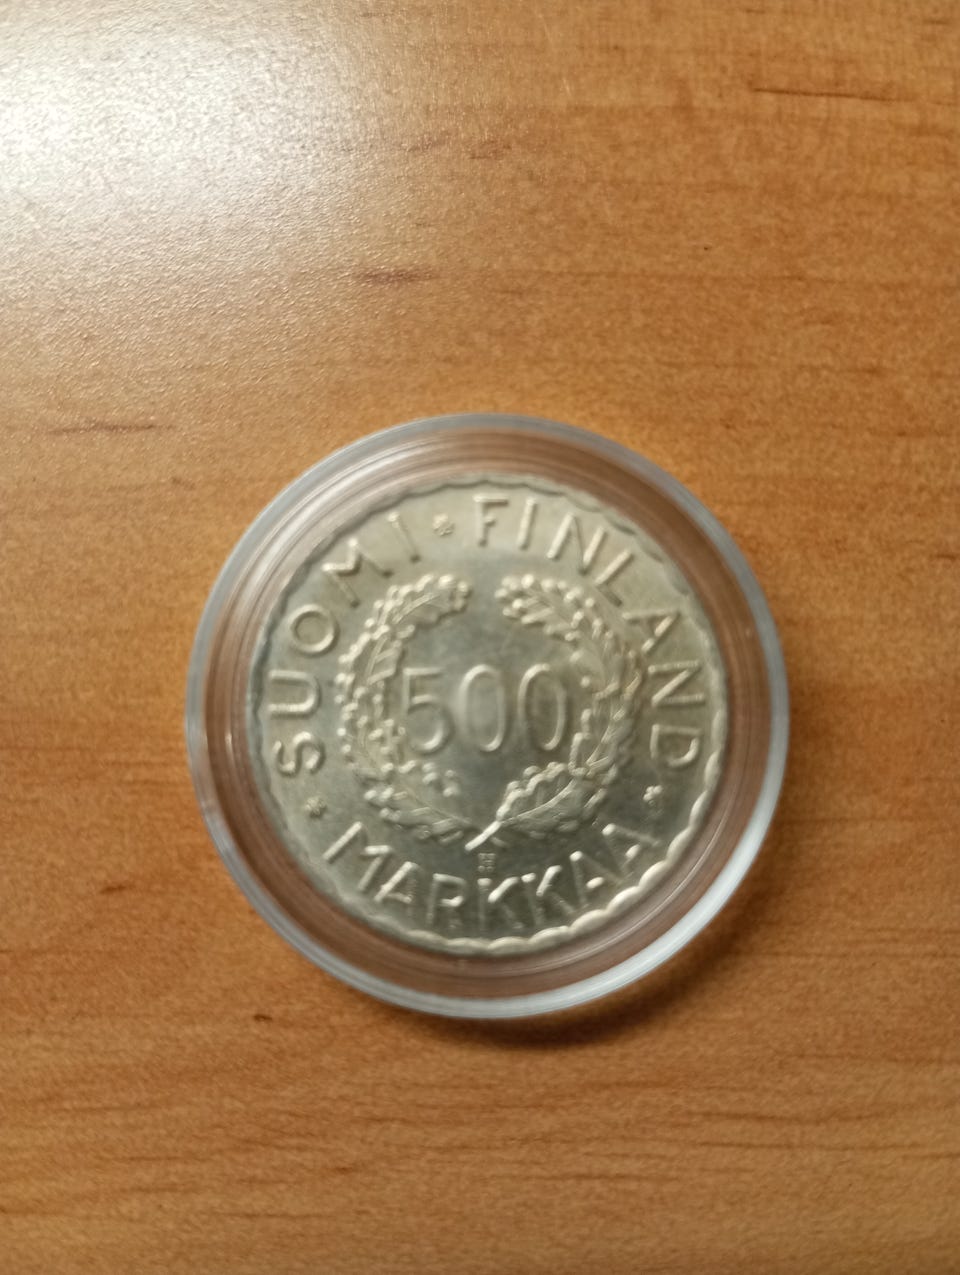 SUOMI FINLAND
500
H
MARKKAA